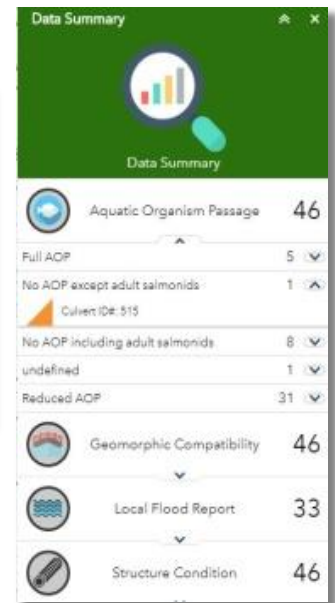 Data Summary
Data Summary
Aquatic Organism Passage 46
Full AOP 5
No AOP except adult salmonids 1
Culvert ID#: 515
No AOP including adult salmonids 8
undefined 1
Reduced AOP 31
Geomorphic Compatibility 46
Local Flood Report 33
Structure Condition 46